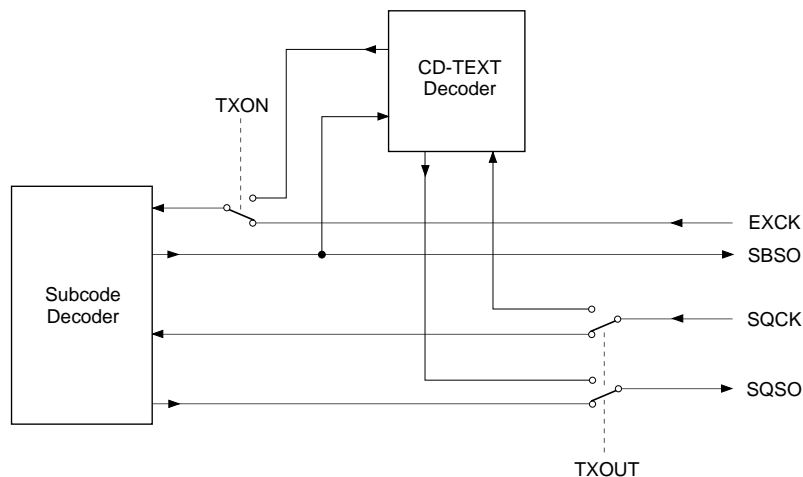 CD-TEXT
Decoder
TXON
EXCK
SBSO
Subcode
Decoder
SQCK
SQSO
TXOUT